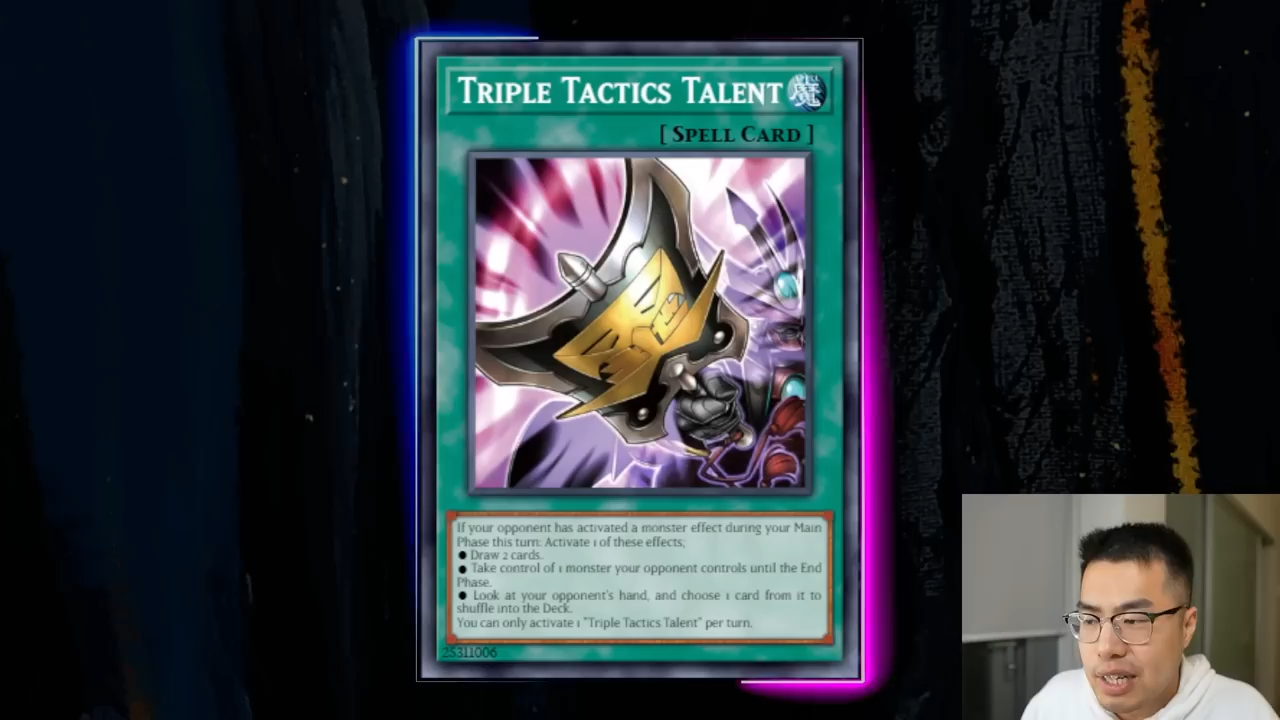 TRIPLE TACTICS TALENT
[ SPELL CARD ]
If your opponent has activated a monster effect during your Main
Phase this turn: Activate 1 of these effects;
● Draw 2 cards.
● Take control of 1 monster your opponent controls until the End
Phase.
● Look at your opponent's hand, and choose 1 card from it to
shuffle into the Deck.
You can only activate 1 "Triple Tactics Talent" per turn.
25311006